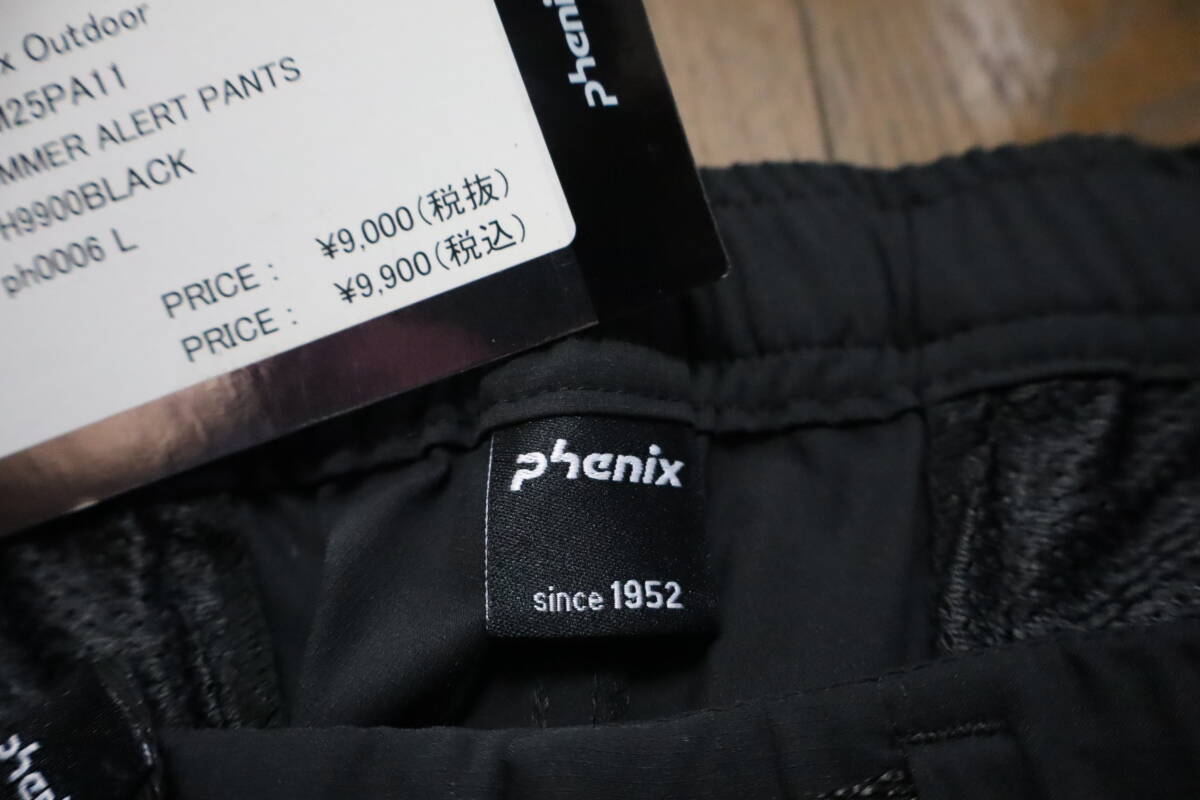 x Outdoor
M25PA11
MMER ALERT PANTS
H9900BLACK
ph0006 L
PRICE : ¥9,000(税抜)
PRICE : ¥9,900(税込)
phenix
phenix
since 1952
pheni